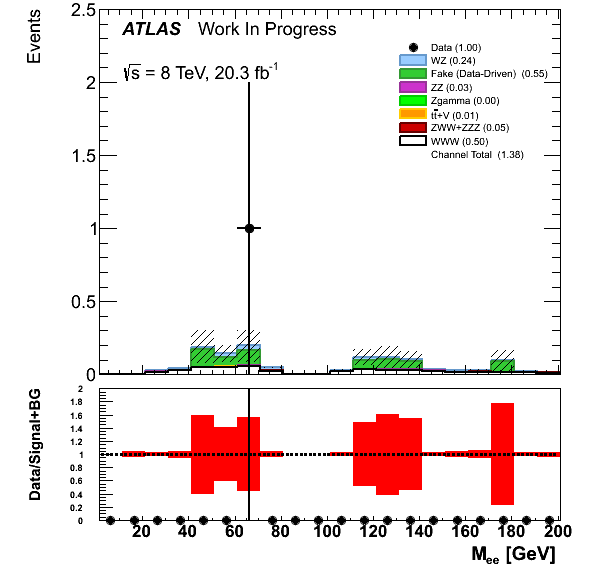 Events
2.5
2
1.5
1
0.5
0
ATLAS Work In Progress
√s = 8 TeV, 20.3 fb-1
Data (1.00)
WZ (0.24)
Fake (Data-Driven) (0.55)
ZZ (0.03)
Zgamma (0.00)
tt̄+V (0.01)
ZWW+ZZZ (0.05)
WWW (0.50)
Channel Total (1.38)
Data/Signal+BG
2
1.8
1.6
1.4
1.2
1
0.8
0.6
0.4
0.2
0
20 40 60 80 100 120 140 160 180 200
Mee [GeV]